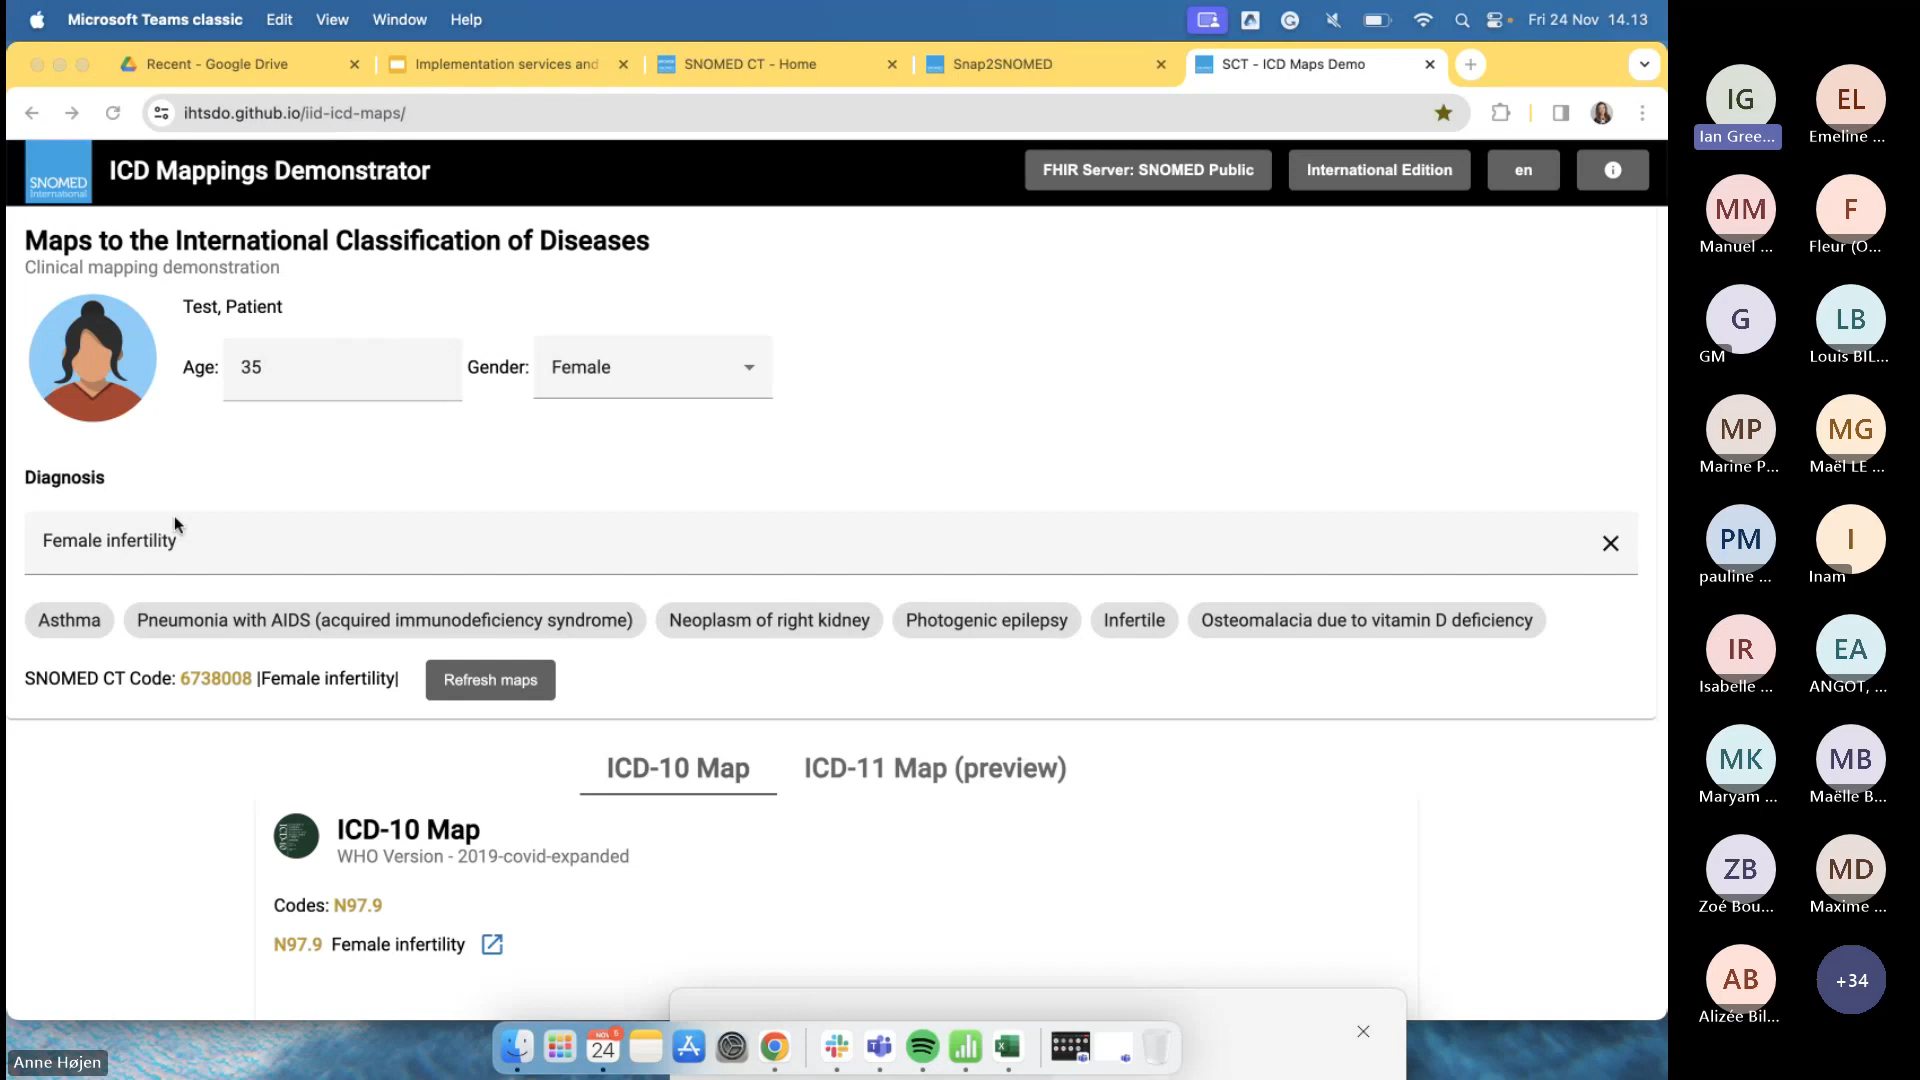 Microsoft Teams classic Edit View Window Help Fri 24 Nov 14.13
Recent - Google Drive Implementation services and SNOMED CT - Home Snap2SNOMED SCT - ICD Maps Demo
ihtsdo.github.io/iid-icd-maps/
SNOMED International
ICD Mappings Demonstrator
FHIR Server: SNOMED Public
International Edition
en
Maps to the International Classification of Diseases
Clinical mapping demonstration
Test, Patient
Age: 35 Gender: Female
Diagnosis
Female infertility
Asthma Pneumonia with AIDS (acquired immunodeficiency syndrome) Neoplasm of right kidney Photogenic epilepsy Infertile Osteomalacia due to vitamin D deficiency
SNOMED CT Code: 6738008 |Female infertility| Refresh maps
ICD-10 Map ICD-11 Map (preview)
ICD-10 Map
WHO Version - 2019-covid-expanded
Codes: N97.9
N97.9 Female infertility
NOV 24
Anne Højen
IG EL
Ian Gree... Emeline ...
MM F
Manuel ... Fleur (O...
G LB
GM Louis BIL...
MP MG
Marine P... Maël LE ...
PM I
pauline ... Inam
IR EA
Isabelle ... ANGOT, ...
MK MB
Maryam ... Maëlle B...
ZB MD
Zoé Bou... Maxime ...
AB +34
Alizée Bil...